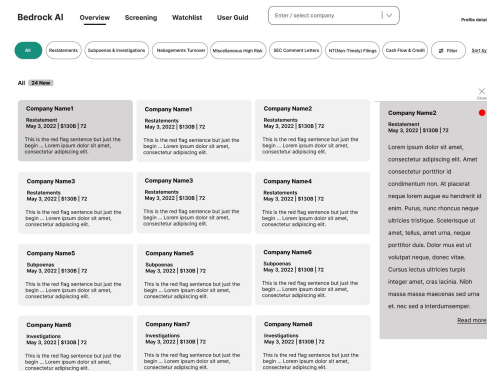 Bedrock AI
Overview
Screening
Watchlist
User Guid
Enter / select company
Profile detai
All
Restatements
Subpoenas & Investigations
Nabagements Turnover
Miscellaneous High Risk
SEC Comment Letters
NT(Non-Timely) Filings
Cash Flow & Credit
Filter
Sort by
All 24 New
Close
Company Name1
Restatement
May 3, 2022 | $130B | 72
This is the red flag sentence but just the
begin ... Lorem ipsum dolor sit amet,
consectetur adipiscing elit.
Company Name1
Restatements
May 3, 2022 | $130B | 72
This is the red flag sentence but just the
begin ... Lorem ipsum dolor sit amet,
consectetur adipiscing elit.
Company Name2
Restatements
May 3, 2022 | $130B | 72
This is the red flag sentence but just the
begin ... Lorem ipsum dolor sit amet,
consectetur adipiscing elit.
Company Name3
Restatements
May 3, 2022 | $130B | 72
This is the red flag sentence but just the
begin ... Lorem ipsum dolor sit amet,
consectetur adipiscing elit.
Company Name3
Restatements
May 3, 2022 | $130B | 72
This is the red flag sentence but just the
begin ... Lorem ipsum dolor sit amet,
consectetur adipiscing elit.
Company Name4
Restatements
May 3, 2022 | $130B | 72
This is the red flag sentence but just the
begin ... Lorem ipsum dolor sit amet,
consectetur adipiscing elit.
Company Name5
Subpoenas
May 3, 2022 | $130B | 72
This is the red flag sentence but just the
begin ... Lorem ipsum dolor sit amet,
consectetur adipiscing elit.
Company Name5
Subpoenas
May 3, 2022 | $130B | 72
This is the red flag sentence but just the
begin ... Lorem ipsum dolor sit amet,
consectetur adipiscing elit.
Company Name6
Subpoenas
May 3, 2022 | $130B | 72
This is the red flag sentence but just the
begin ... Lorem ipsum dolor sit amet,
consectetur adipiscing elit.
Company Nam6
Investigations
May 3, 2022 | $130B | 72
This is the red flag sentence but just the
begin ... Lorem ipsum dolor sit amet,
consectetur adipiscing elit.
Company Nam7
Investigations
May 3, 2022 | $130B | 72
This is the red flag sentence but just the
begin ... Lorem ipsum dolor sit amet,
consectetur adipiscing elit.
Company Name8
Investigations
May 3, 2022 | $130B | 72
This is the red flag sentence but just the
begin ... Lorem ipsum dolor sit amet,
consectetur adipiscing elit.
Company Name2
Restatement
May 3, 2022 | $130B | 72
Lorem ipsum dolor sit amet,
consectetur adipiscing elit. Amet
consectetur porttitor id
condimentum non. At placerat
neque lorem augue eu hendrerit id
enim. Purus, nunc rhoncus neque
ultricies tristique. Scelerisque ut
amet, tellus, amet urna, neque
porttitor duis. Dolor mus est ut
volutpat neque, donec vitae.
Cursus lectus ultricies turpis
integer amet, cras lacinia. Nibh
massa massa maecenas sed urna
et, nec sed a interdumsemper.
Read more